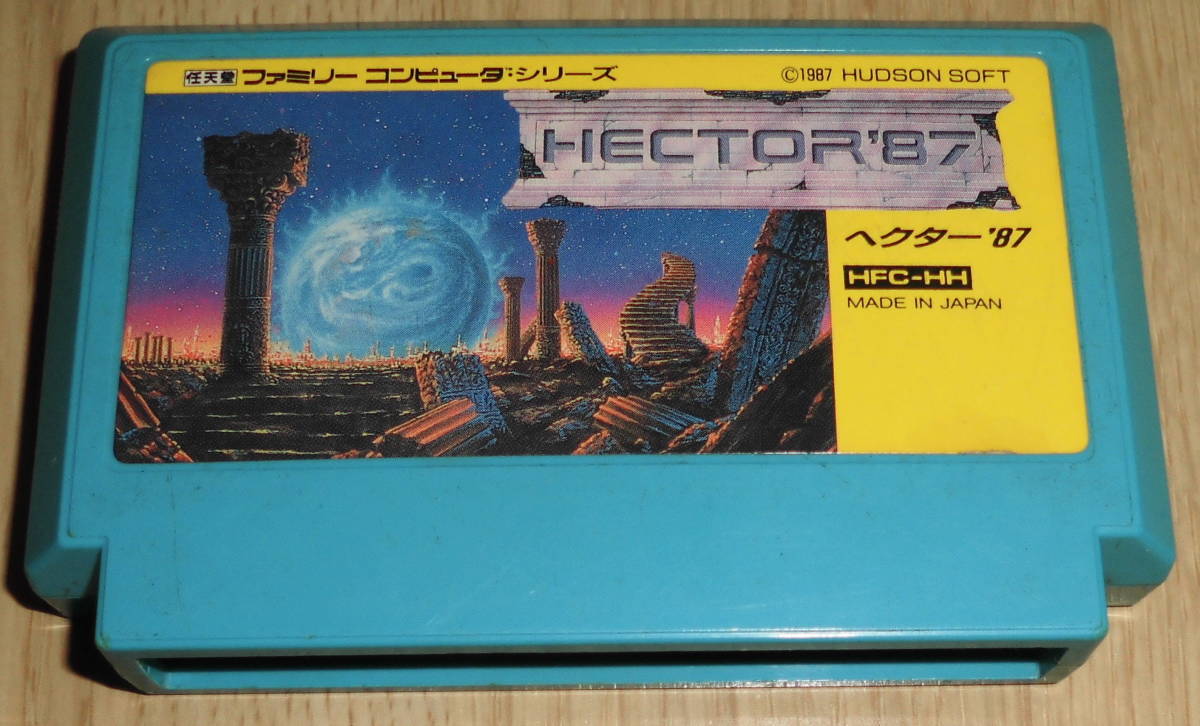 任天堂 ファミリー コンピュータ・シリーズ
©1987 HUDSON SOFT
HECTOR'87
ヘクター'87
HFC-HH
MADE IN JAPAN